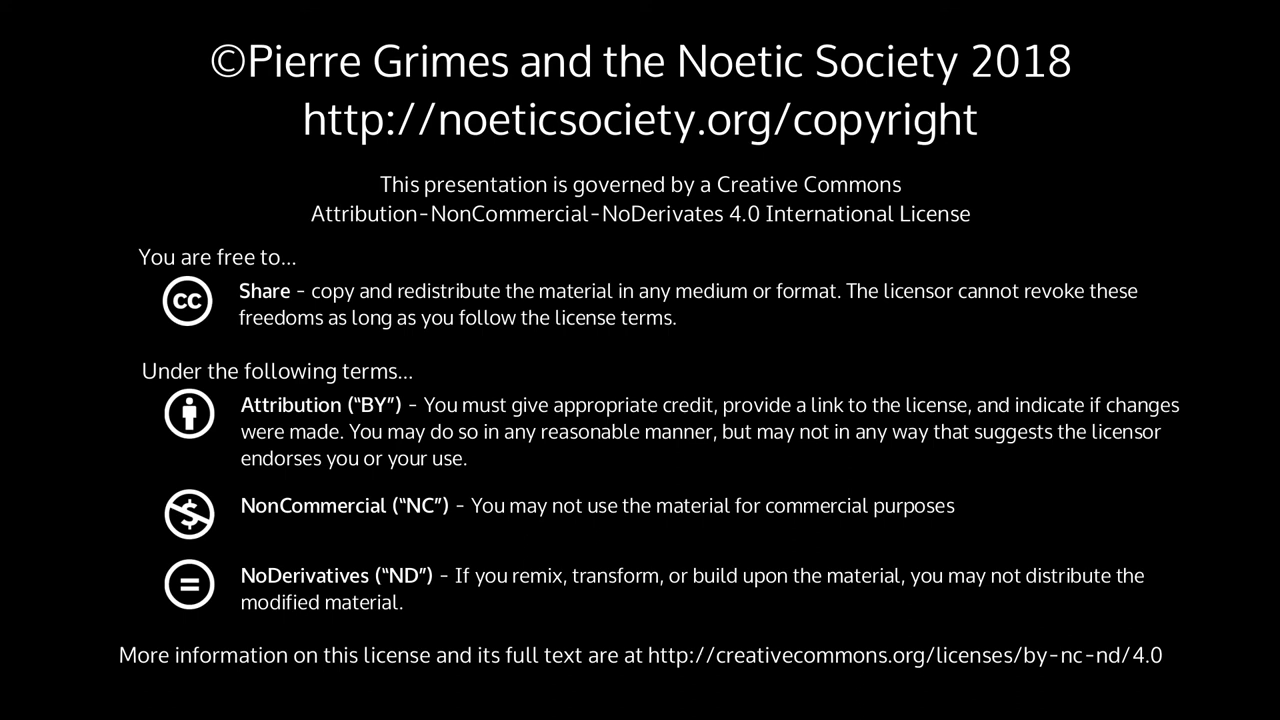 ©Pierre Grimes and the Noetic Society 2018
http://noeticsociety.org/copyright
This presentation is governed by a Creative Commons
Attribution-NonCommercial-NoDerivates 4.0 International License
You are free to...
cc
Share - copy and redistribute the material in any medium or format. The licensor cannot revoke these
freedoms as long as you follow the license terms.
Under the following terms...
Attribution (“BY”) - You must give appropriate credit, provide a link to the license, and indicate if changes
were made. You may do so in any reasonable manner, but may not in any way that suggests the licensor
endorses you or your use.
NonCommercial (“NC”) - You may not use the material for commercial purposes
NoDerivatives (“ND”) - If you remix, transform, or build upon the material, you may not distribute the
modified material.
More information on this license and its full text are at http://creativecommons.org/licenses/by-nc-nd/4.0